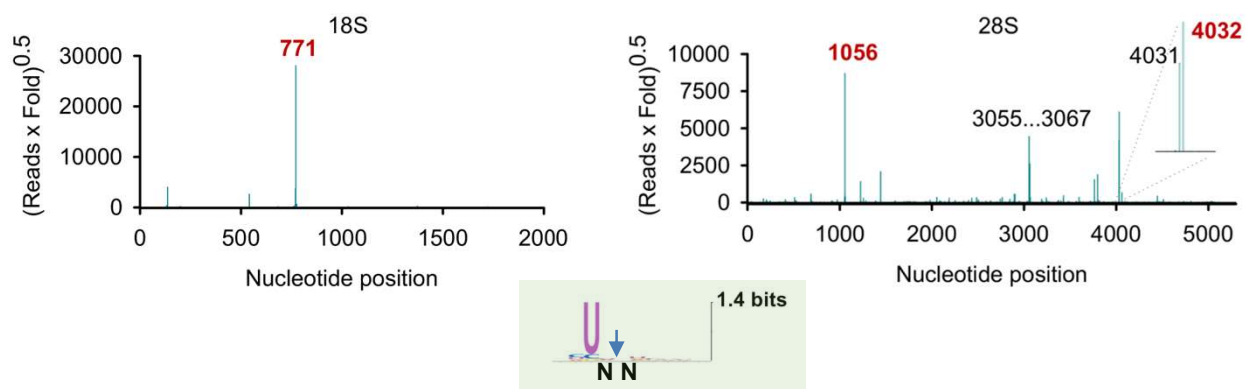 18S
(Reads x Fold)^0.5
30000
20000
10000
0
771
0 500 1000 1500 2000
Nucleotide position
28S
(Reads x Fold)^0.5
10000
7500
5000
2500
0
1056
3055...3067
4031
4032
0 1000 2000 3000 4000 5000
Nucleotide position
1.4 bits
U
N N